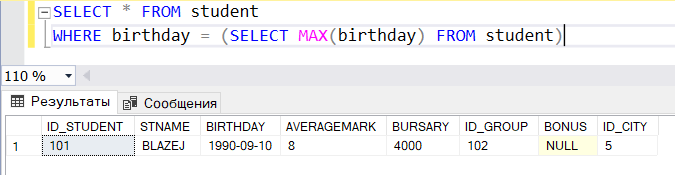 SELECT * FROM student
WHERE birthday = (SELECT MAX(birthday) FROM student)
110 %
Результаты Сообщения
ID_STUDENT STNAME BIRTHDAY AVERAGEMARK BURSARY ID_GROUP BONUS ID_CITY
1 101 BLAZEJ 1990-09-10 8 4000 102 NULL 5